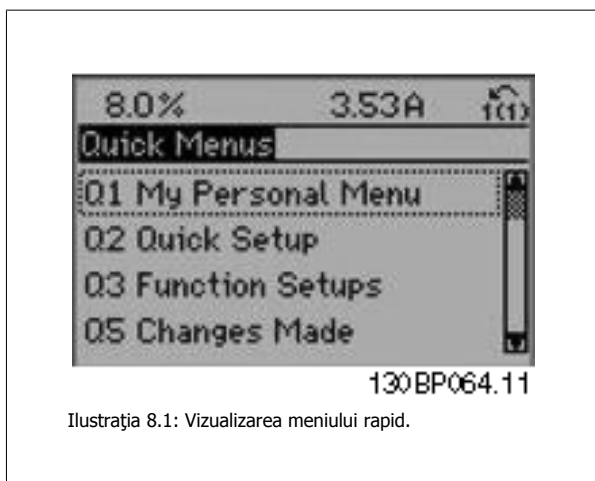 8.0% 3.53A 1(1)
Quick Menus
Q1 My Personal Menu
Q2 Quick Setup
Q3 Function Setups
Q5 Changes Made
130BP064.11
Ilustraţia 8.1: Vizualizarea meniului rapid.